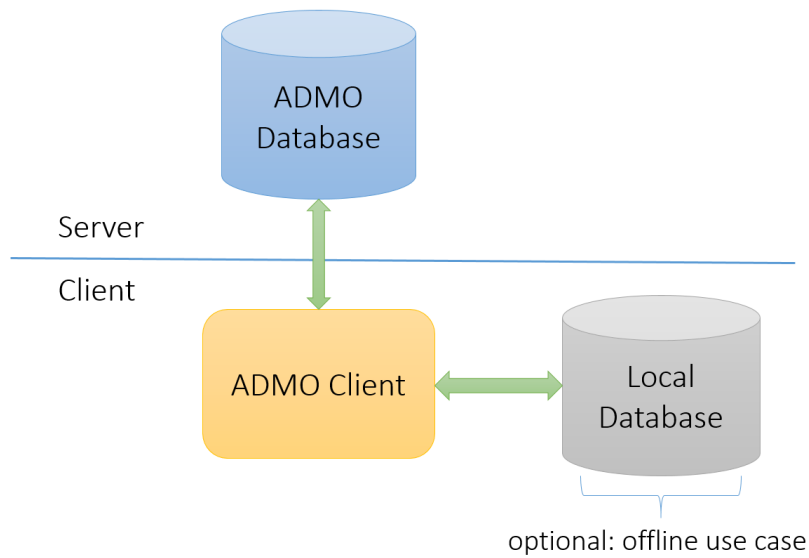 ADMO
Database
Server
Client
ADMO Client
Local
Database
optional: offline use case